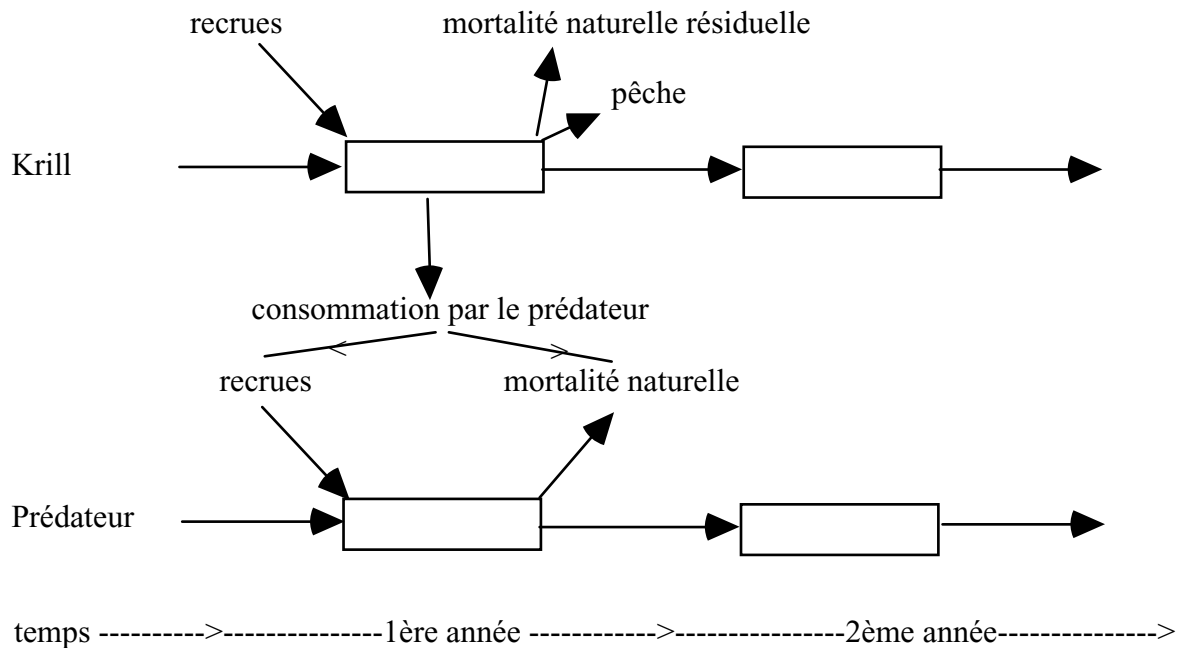 recrues mortalité naturelle résiduelle
pêche
Krill
consommation par le prédateur
recrues mortalité naturelle
Prédateur
temps ---------->---------------1ère année ------------>----------------2ème année--------------->